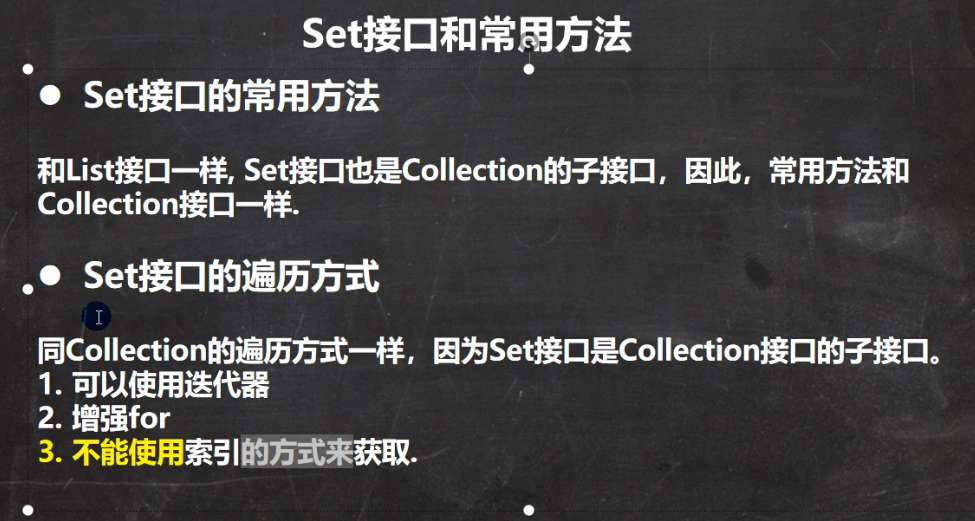 Set接口和常用方法
● Set接口的常用方法
和List接口一样, Set接口也是Collection的子接口，因此，常用方法和
Collection接口一样.
● Set接口的遍历方式
同Collection的遍历方式一样，因为Set接口是Collection接口的子接口。
1. 可以使用迭代器
2. 增强for
3. 不能使用索引的方式来获取.